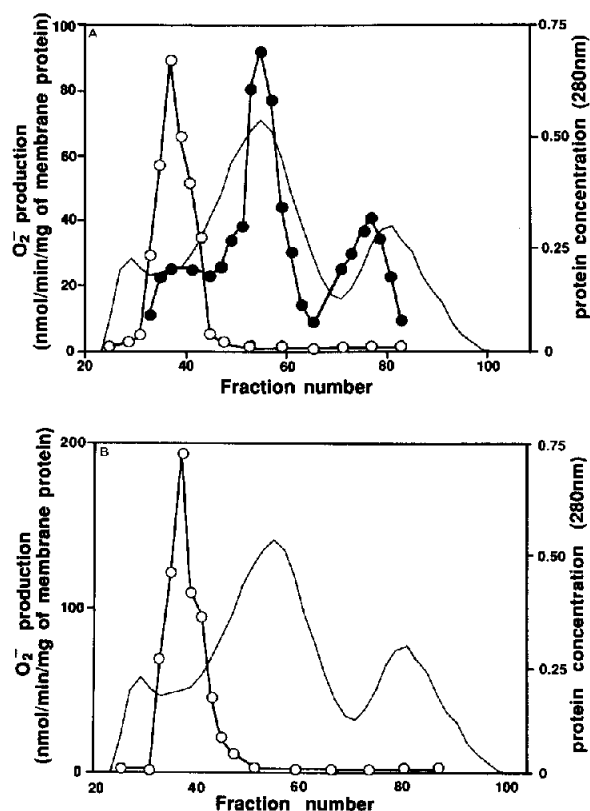 A
O2− production
(nmol/min/mg of membrane protein)
100
80
60
40
20
0
0.75
0.50
0.25
0
protein concentration (280nm)
20 40 60 80 100
Fraction number
B
O2− production
(nmol/min/mg of membrane protein)
200
100
0
0.75
0.50
0.25
0
protein concentration (280nm)
20 40 60 80 100
Fraction number